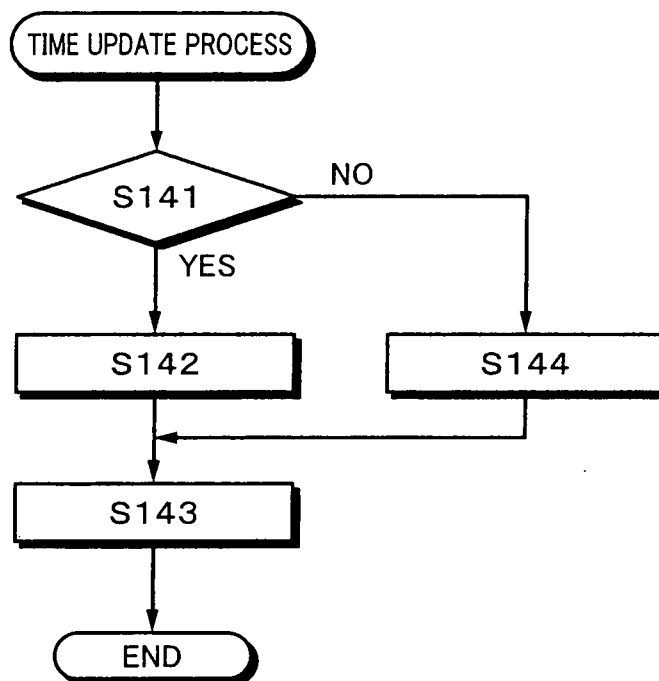 TIME UPDATE PROCESS
S141
NO
YES
S142
S144
S143
END